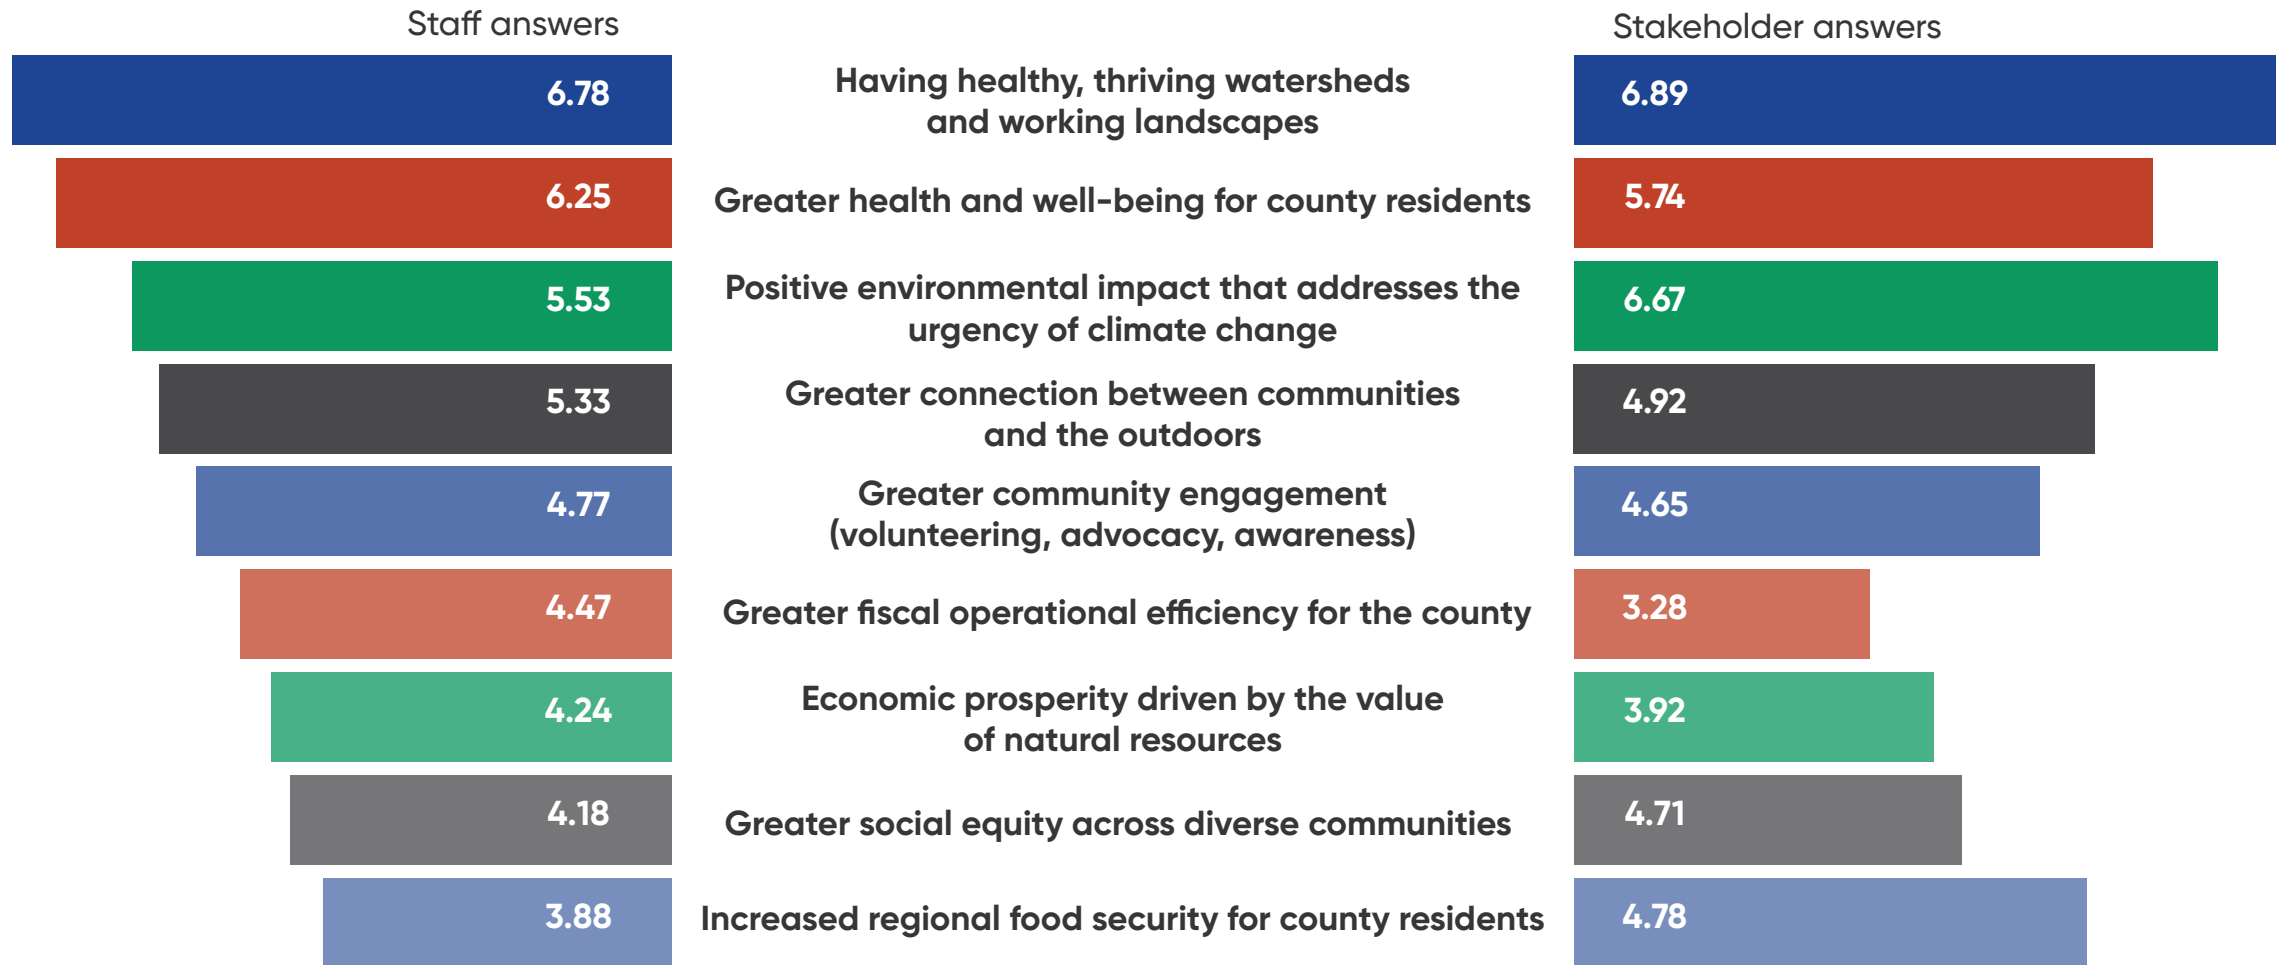 Staff answers
Stakeholder answers
6.78
Having healthy, thriving watersheds
and working landscapes
6.89
6.25
Greater health and well-being for county residents
5.74
5.53
Positive environmental impact that addresses the
urgency of climate change
6.67
5.33
Greater connection between communities
and the outdoors
4.92
4.77
Greater community engagement
(volunteering, advocacy, awareness)
4.65
4.47
Greater fiscal operational efficiency for the county
3.28
4.24
Economic prosperity driven by the value
of natural resources
3.92
4.18
Greater social equity across diverse communities
4.71
3.88
Increased regional food security for county residents
4.78